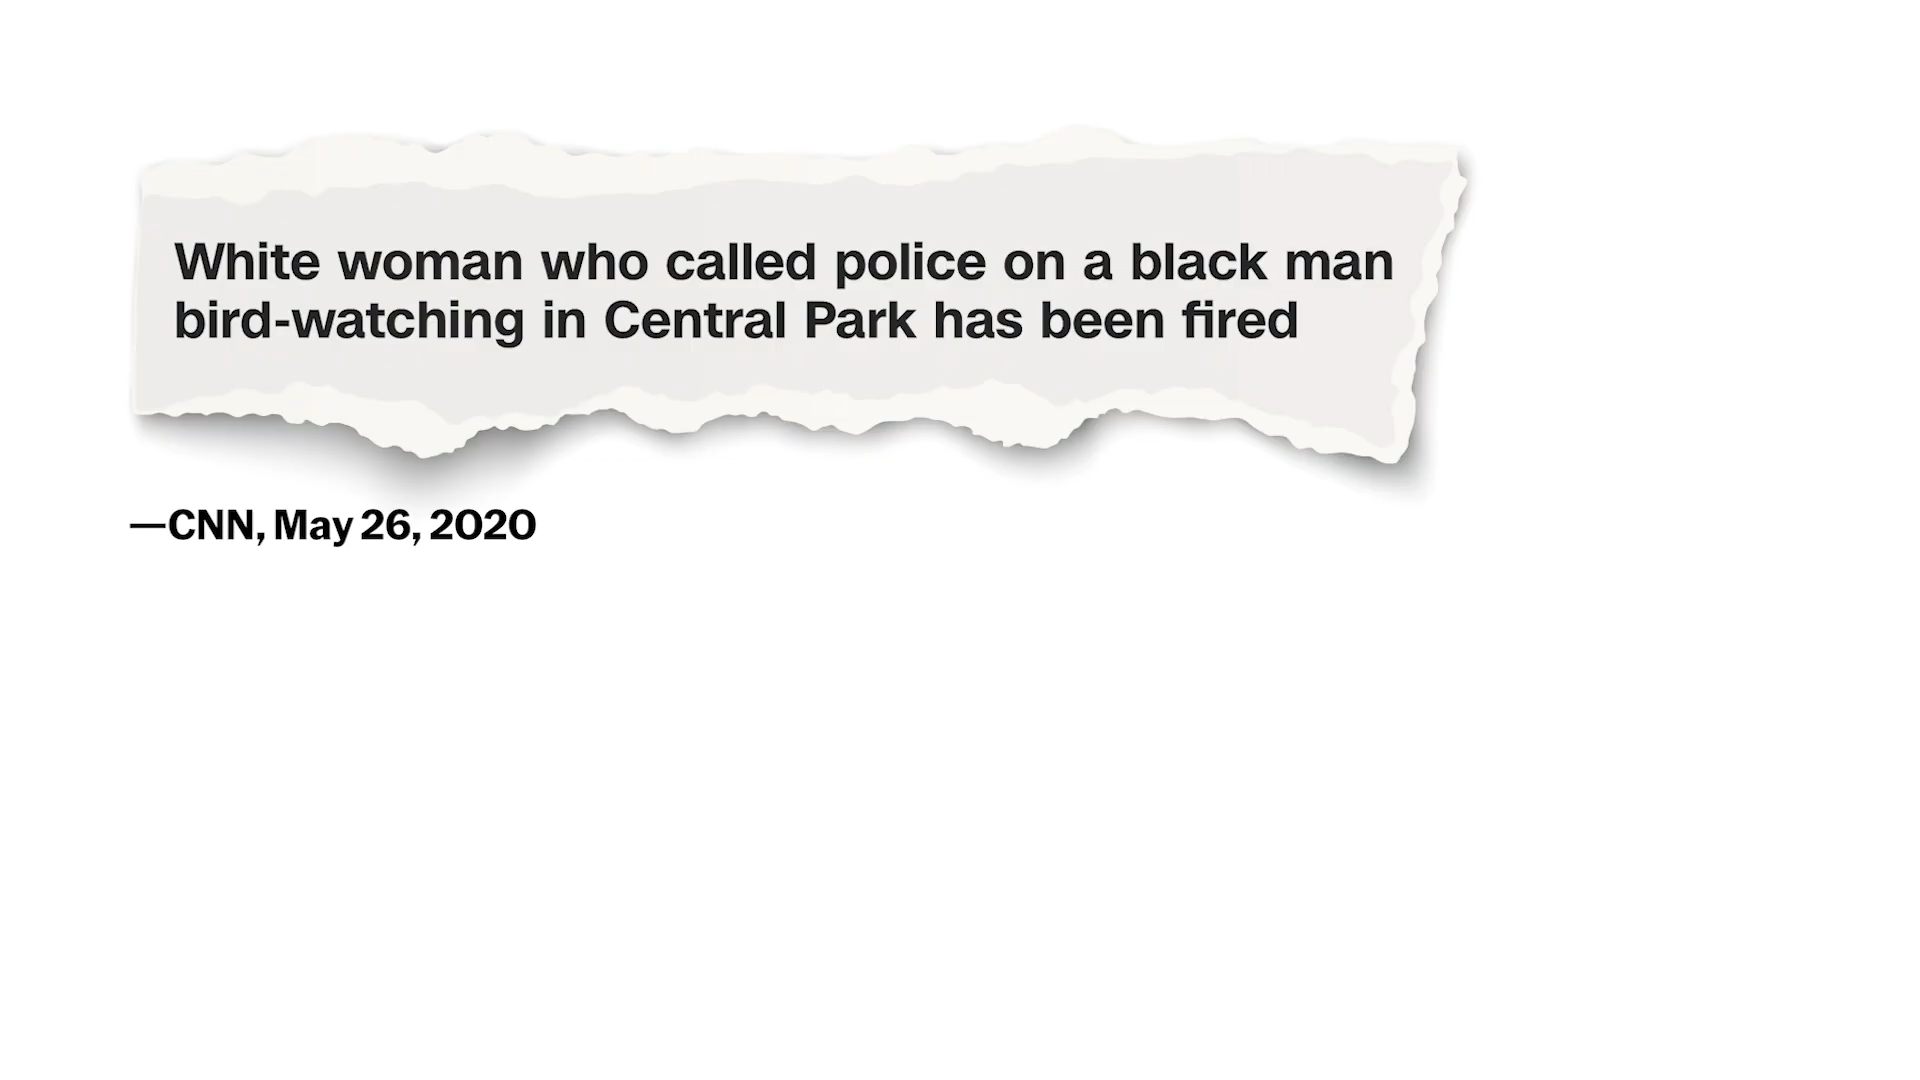 White woman who called police on a black man
bird-watching in Central Park has been fired
—CNN, May 26, 2020